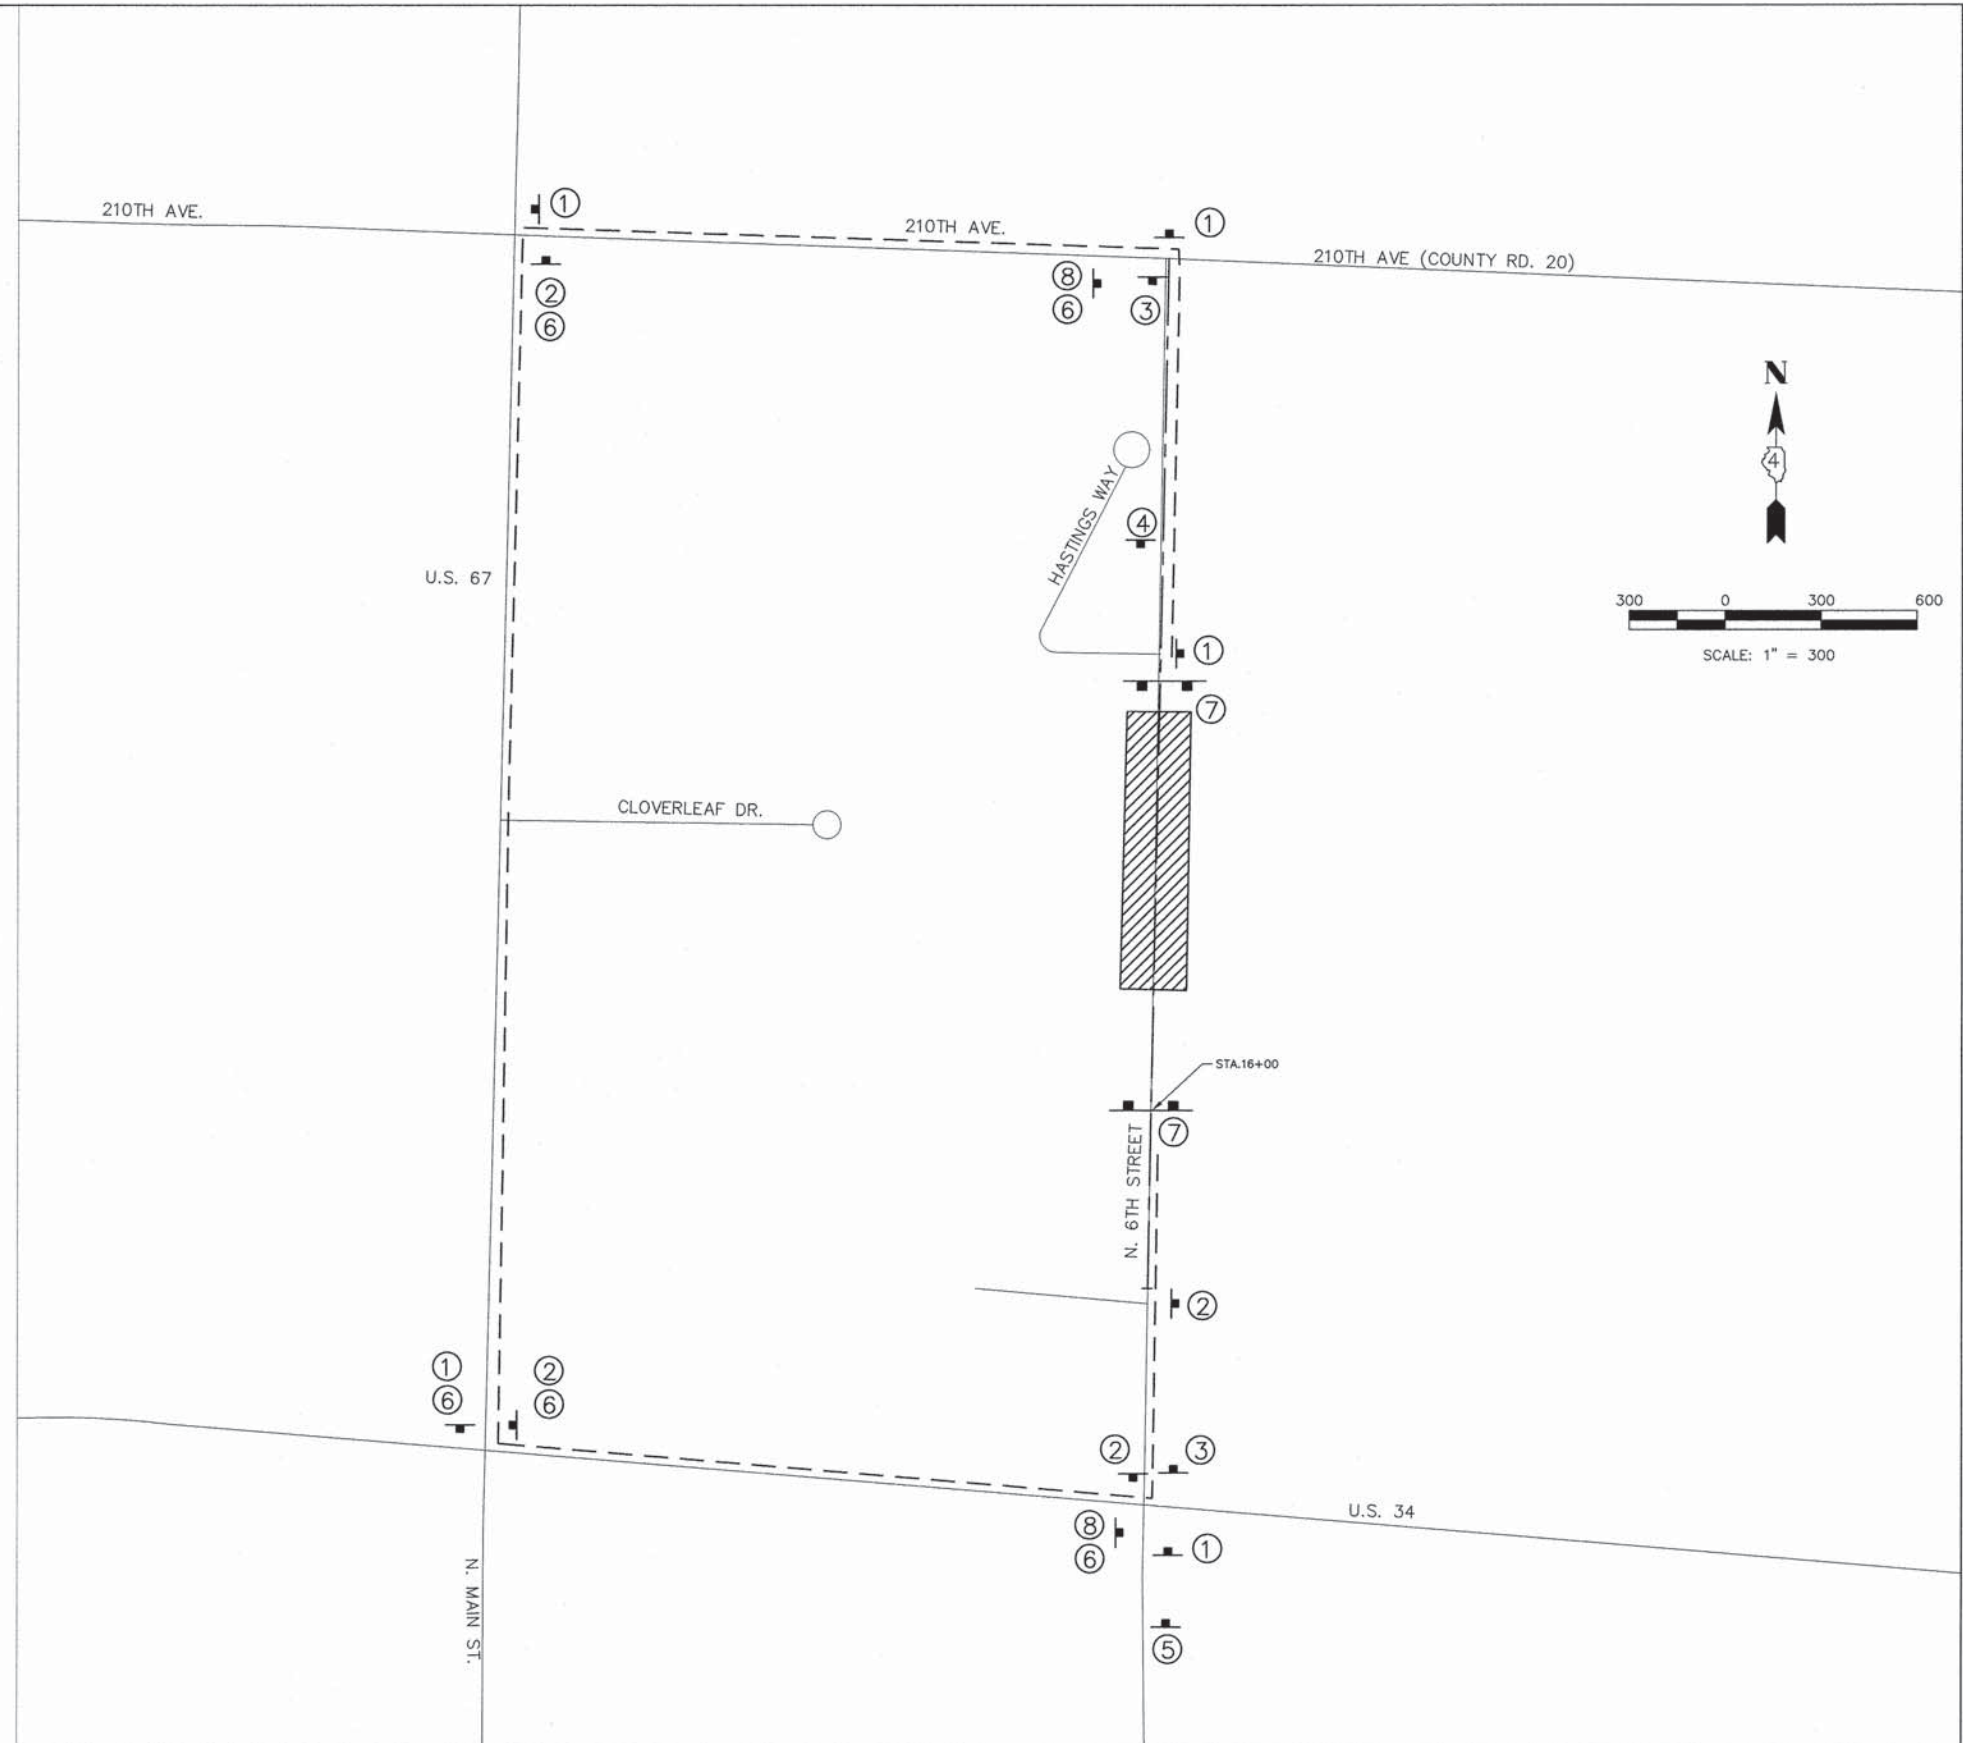 1
210TH AVE.
210TH AVE.
1
210TH AVE (COUNTY RD. 20)
8
6
3
2
6
N
4
HASTINGS WAY
4
U.S. 67
300 0 300 600
SCALE: 1" = 300
1
7
CLOVERLEAF DR.
STA.16+00
7
N. 6TH STREET
2
1
6
2
6
2
3
U.S. 34
8
6
1
N. MAIN ST.
5